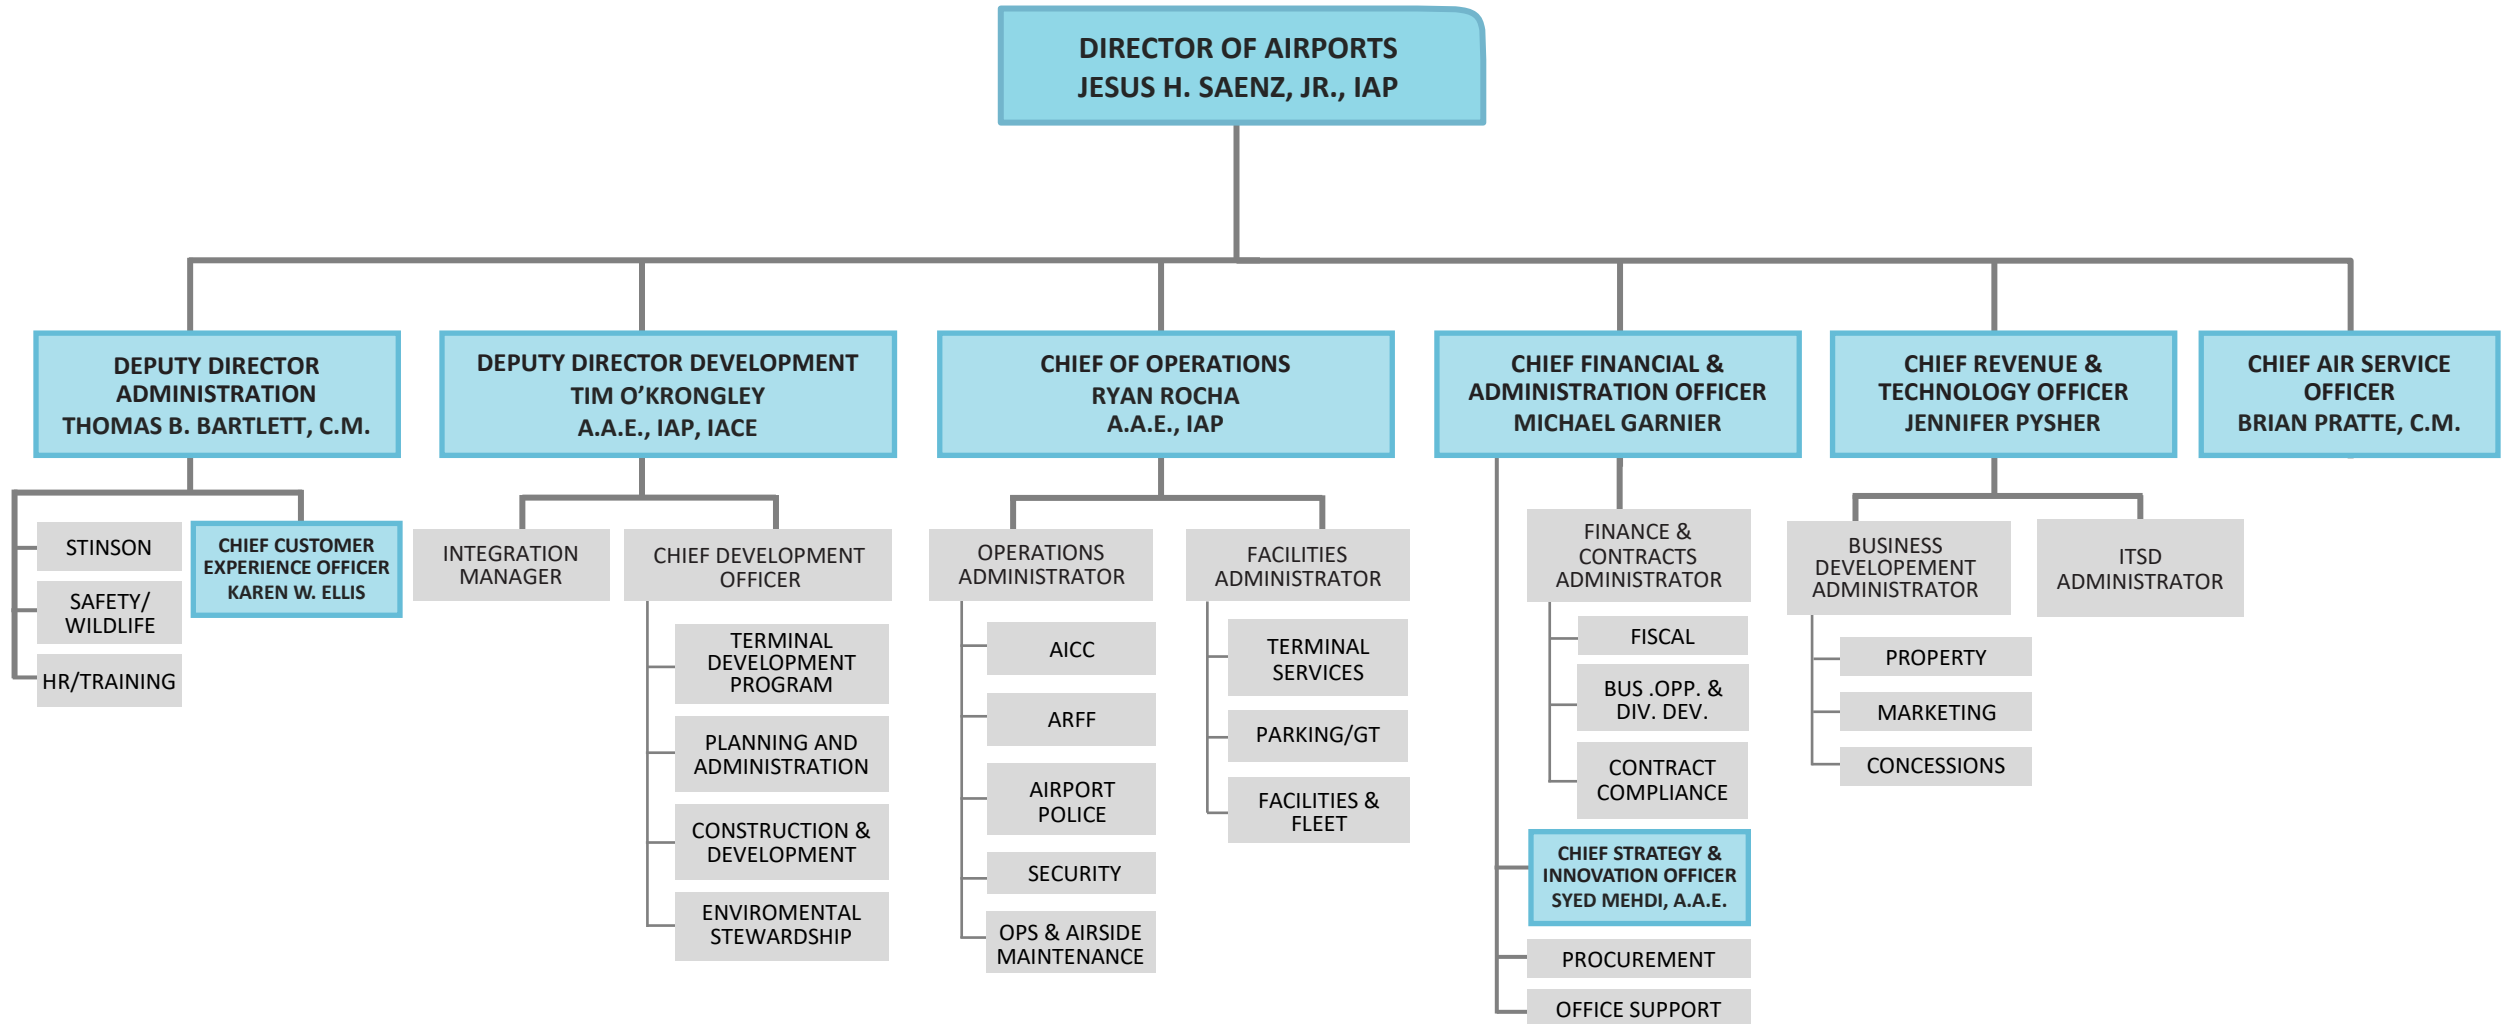 DIRECTOR OF AIRPORTS
JESUS H. SAENZ, JR., IAP
DEPUTY DIRECTOR
ADMINISTRATION
THOMAS B. BARTLETT, C.M.
DEPUTY DIRECTOR DEVELOPMENT
TIM O’KRONGLEY
A.A.E., IAP, IACE
CHIEF OF OPERATIONS
RYAN ROCHA
A.A.E., IAP
CHIEF FINANCIAL &
ADMINISTRATION OFFICER
MICHAEL GARNIER
CHIEF REVENUE &
TECHNOLOGY OFFICER
JENNIFER PYSHER
CHIEF AIR SERVICE
OFFICER
BRIAN PRATTE, C.M.
STINSON
SAFETY/
WILDLIFE
HR/TRAINING
CHIEF CUSTOMER
EXPERIENCE OFFICER
KAREN W. ELLIS
INTEGRATION
MANAGER
CHIEF DEVELOPMENT
OFFICER
TERMINAL
DEVELOPMENT
PROGRAM
PLANNING AND
ADMINISTRATION
CONSTRUCTION &
DEVELOPMENT
ENVIROMENTAL
STEWARDSHIP
OPERATIONS
ADMINISTRATOR
AICC
ARFF
AIRPORT
POLICE
SECURITY
OPS & AIRSIDE
MAINTENANCE
FACILITIES
ADMINISTRATOR
TERMINAL
SERVICES
PARKING/GT
FACILITIES &
FLEET
FINANCE &
CONTRACTS
ADMINISTRATOR
FISCAL
BUS .OPP. &
DIV. DEV.
CONTRACT
COMPLIANCE
CHIEF STRATEGY &
INNOVATION OFFICER
SYED MEHDI, A.A.E.
PROCUREMENT
OFFICE SUPPORT
BUSINESS
DEVELOPEMENT
ADMINISTRATOR
PROPERTY
MARKETING
CONCESSIONS
ITSD
ADMINISTRATOR